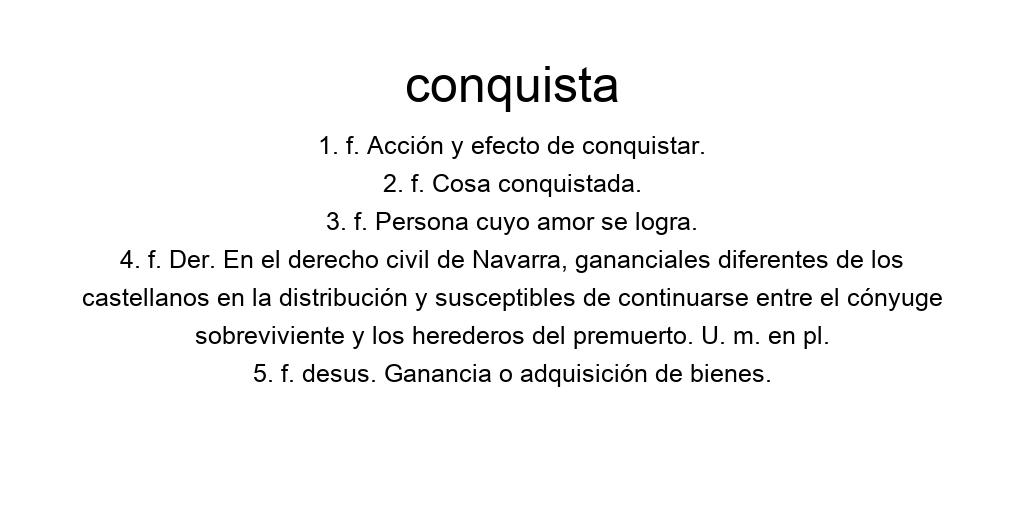 conquista
1. f. Acción y efecto de conquistar.
2. f. Cosa conquistada.
3. f. Persona cuyo amor se logra.
4. f. Der. En el derecho civil de Navarra, gananciales diferentes de los
castellanos en la distribución y susceptibles de continuarse entre el cónyuge
sobreviviente y los herederos del premuerto. U. m. en pl.
5. f. desus. Ganancia o adquisición de bienes.